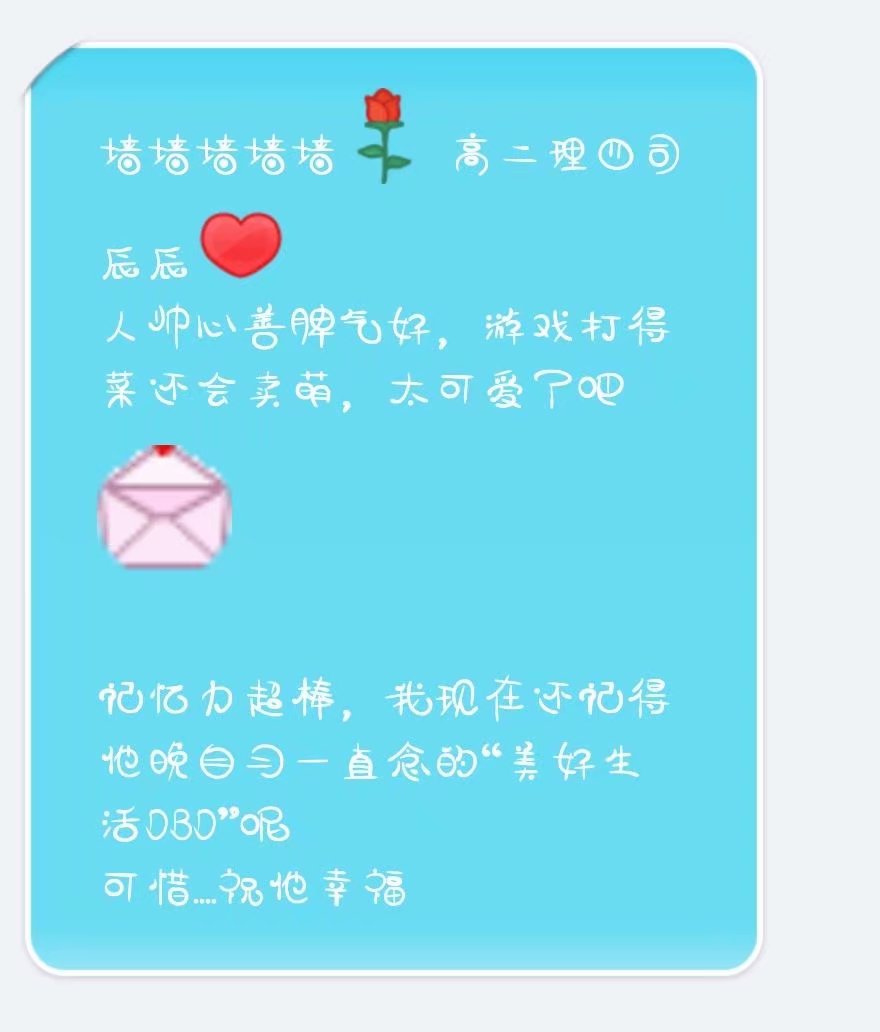 墙墙墙墙墙 高二理四司
辰辰
人帅心善脾气好，游戏打得
菜还会卖萌，太可爱了吧
记忆力超棒，我现在还记得
他晚自习一直念的“美好生
活DBD”呢
可惜....祝他幸福